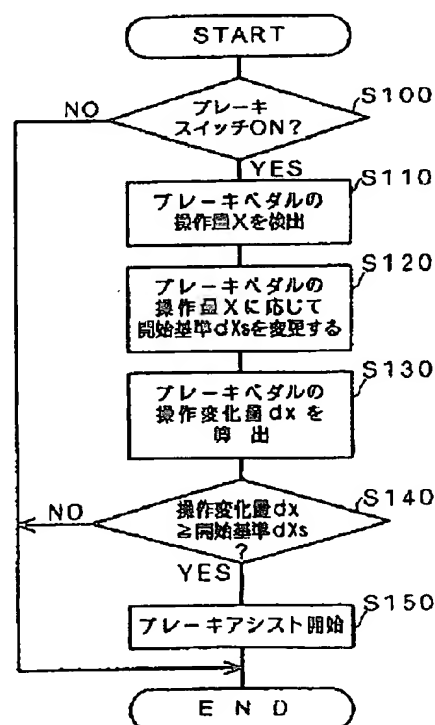 START
ブレーキ
スイッチON?
NO
S100
YES
S110
ブレーキペダルの
操作量Xを検出
S120
ブレーキペダルの
操作量Xに応じて
開始基準dXsを変更する
S130
ブレーキペダルの
操作変化量dxを
算出
S140
操作変化量dx
≧開始基準dXs
?
NO
YES
S150
ブレーキアシスト開始
END